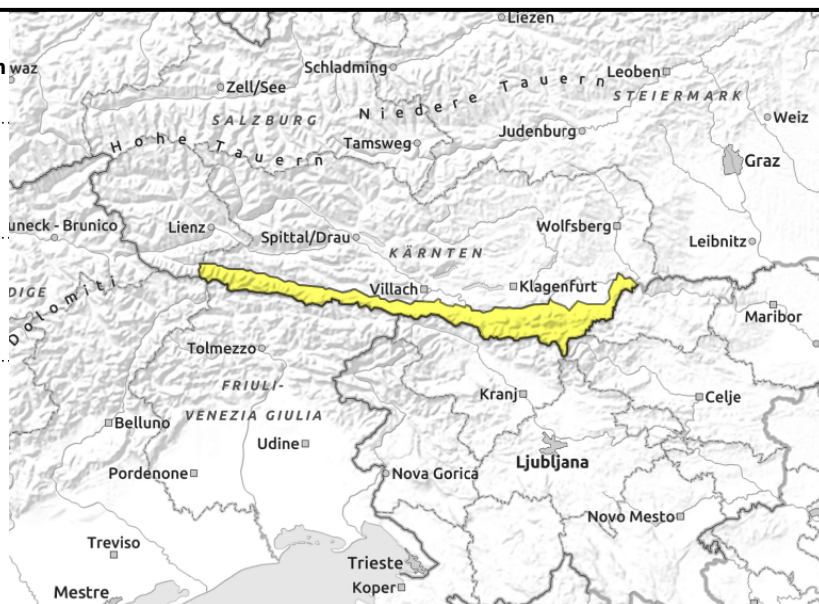 Liezen
n
waz
Schladming
Leoben
Zell/See
Niedere Tauern
STEIERMARK
SALZBURG
Weiz
Hohe Tauern
Tamsweg
Judenburg
Graz
uneck - Brunico
Lienz
Spittal/Drau
Wolfsberg
KÄRNTEN
Leibnitz
DIGE
Dolomiti
Villach
Klagenfurt
Maribor
Tolmezzo
FRIULI-
VENEZIA GIULIA
Kranj
Celje
Belluno
Udine
Ljubljana
Pordenone
Nova Gorica
Novo Mesto
Treviso
Trieste
Koper
Mestre